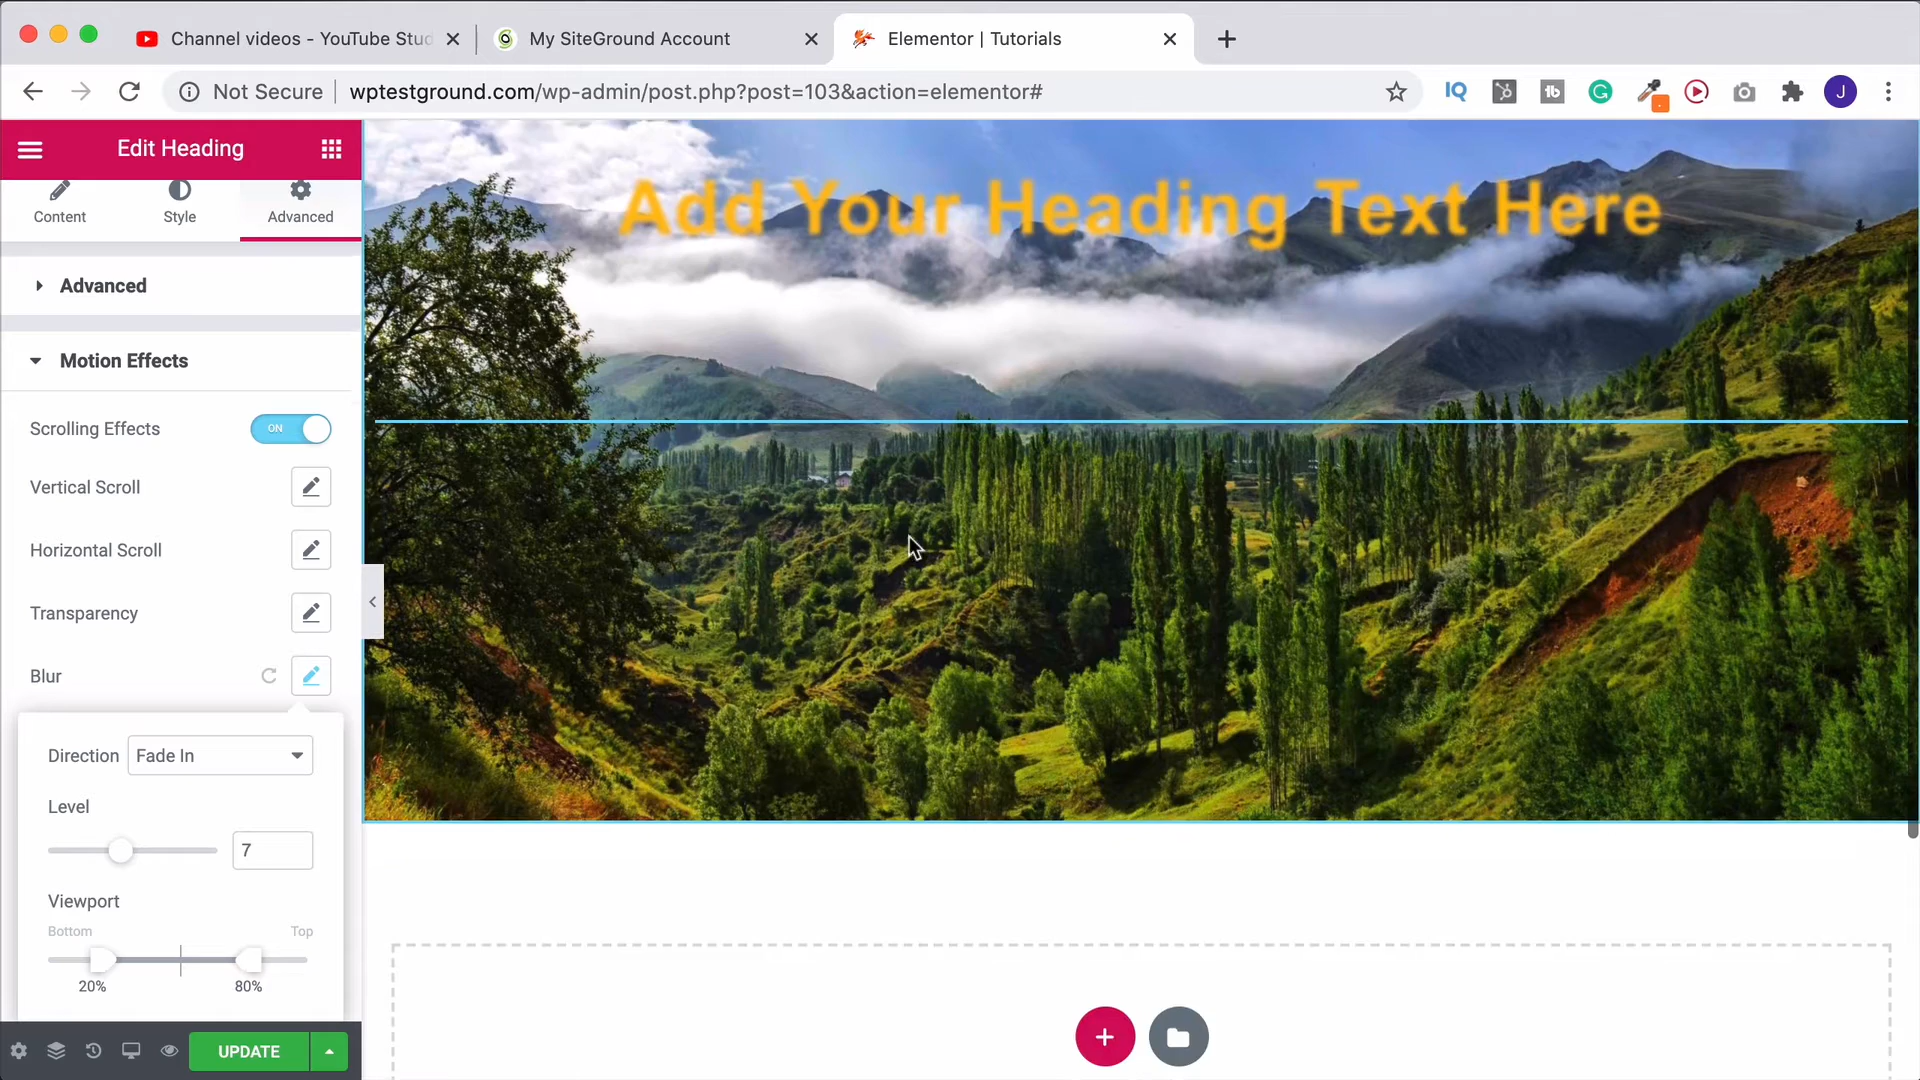 Channel videos - YouTube Stud
My SiteGround Account
Elementor | Tutorials
Not Secure
wptestground.com/wp-admin/post.php?post=103&action=elementor#
IQ
tb
G
J
Edit Heading
Content
Style
Advanced
Advanced
Motion Effects
Scrolling Effects
ON
Vertical Scroll
Horizontal Scroll
Transparency
Blur
Direction
Fade In
Level
7
Viewport
Bottom
Top
20%
80%
UPDATE
Add Your Heading Text Here